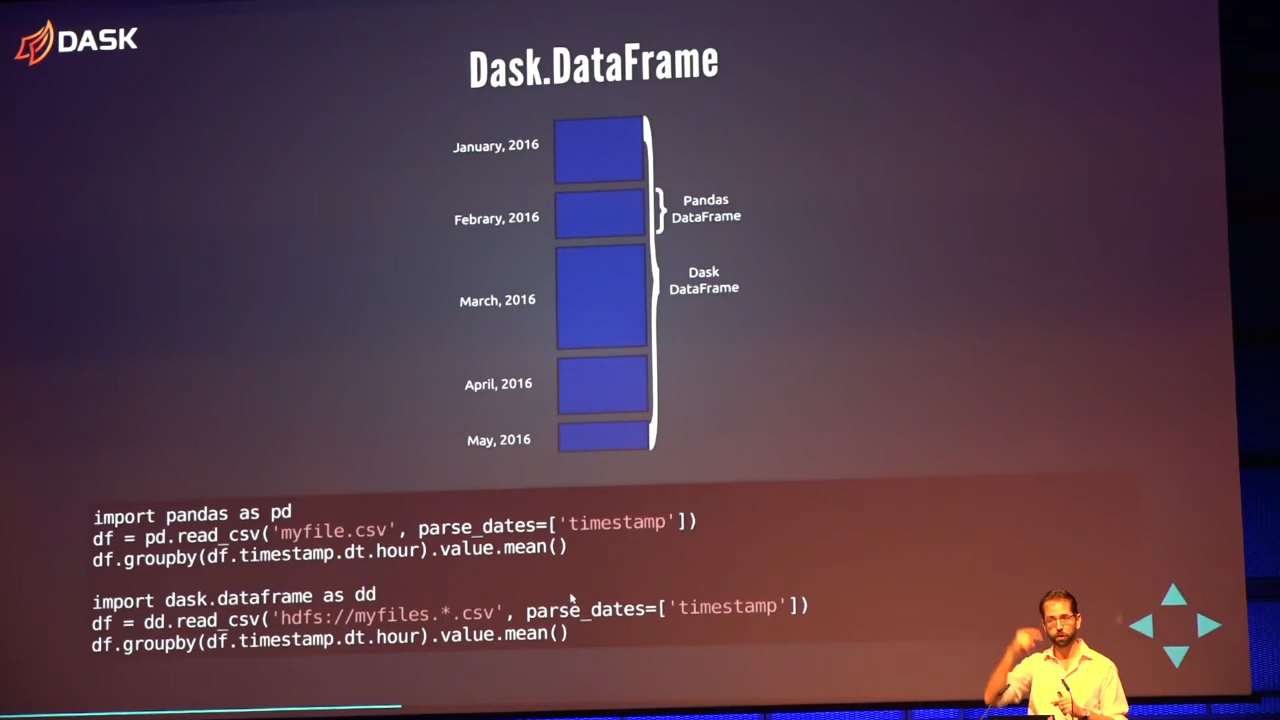 DASK
Dask.DataFrame
January, 2016
Febrary, 2016
Pandas
DataFrame
Dask
DataFrame
March, 2016
April, 2016
May, 2016
import pandas as pd
df = pd.read_csv('myfile.csv', parse_dates=['timestamp'])
df.groupby(df.timestamp.dt.hour).value.mean()
import dask.dataframe as dd
df = dd.read_csv('hdfs://myfiles.*.csv', parse_dates=['timestamp'])
df.groupby(df.timestamp.dt.hour).value.mean()